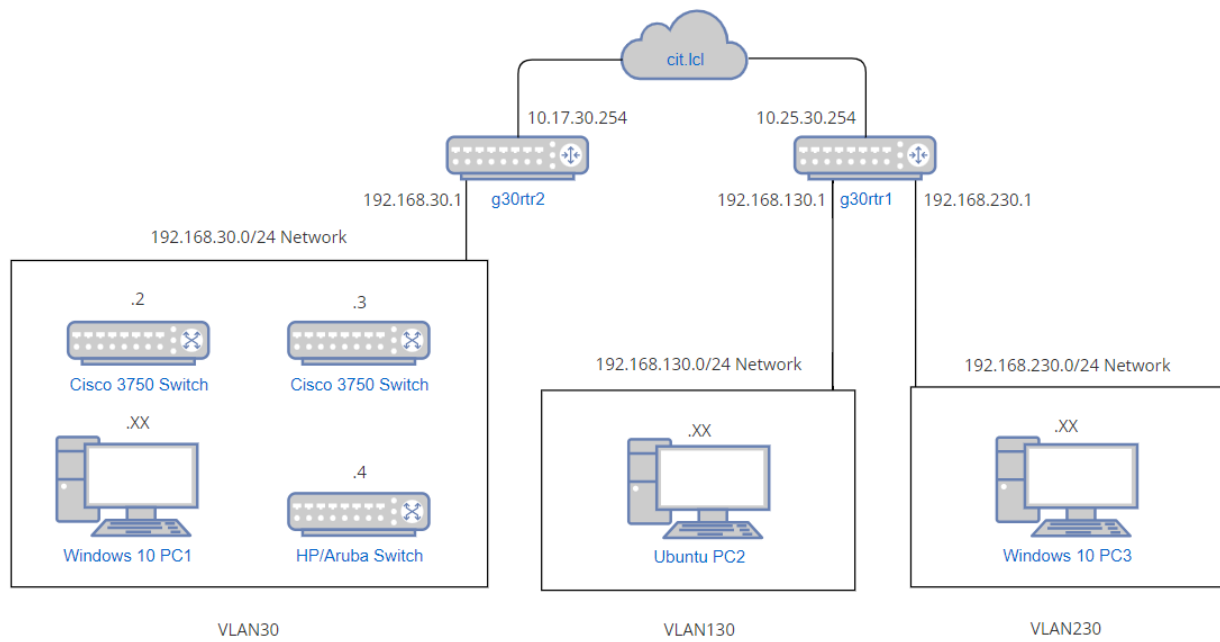 cit.lcl
10.17.30.254
10.25.30.254
192.168.30.1
g30rtr2
192.168.130.1
g30rtr1
192.168.230.1
192.168.30.0/24 Network
.2
.3
Cisco 3750 Switch
Cisco 3750 Switch
.XX
.4
Windows 10 PC1
HP/Aruba Switch
192.168.130.0/24 Network
.XX
Ubuntu PC2
192.168.230.0/24 Network
.XX
Windows 10 PC3
VLAN30
VLAN130
VLAN230